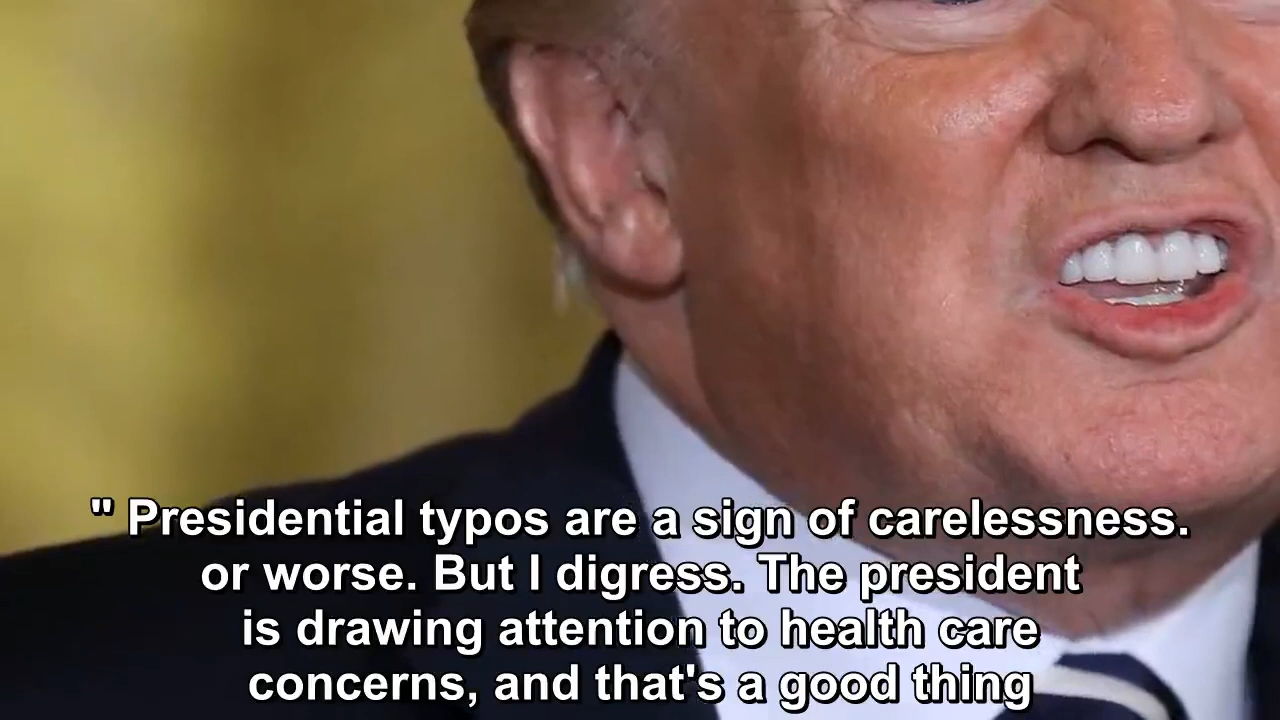 " Presidential typos are a sign of carelessness.
or worse. But I digress. The president
is drawing attention to health care
concerns, and that's a good thing